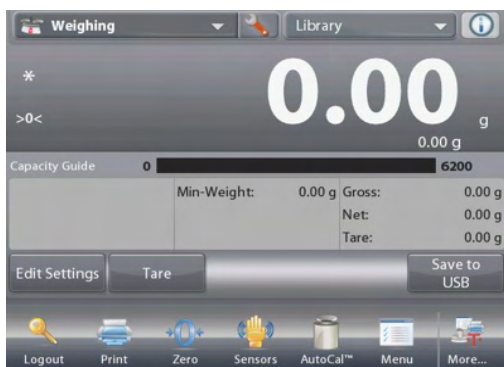 Weighing
Library
*
>0<
0.00 g
0.00 g
Capacity Guide 0 6200
Min-Weight: 0.00 g Gross: 0.00 g
Net: 0.00 g
Tare: 0.00 g
Edit Settings Tare Save to
USB
Logout Print Zero Sensors AutoCal™ Menu More...